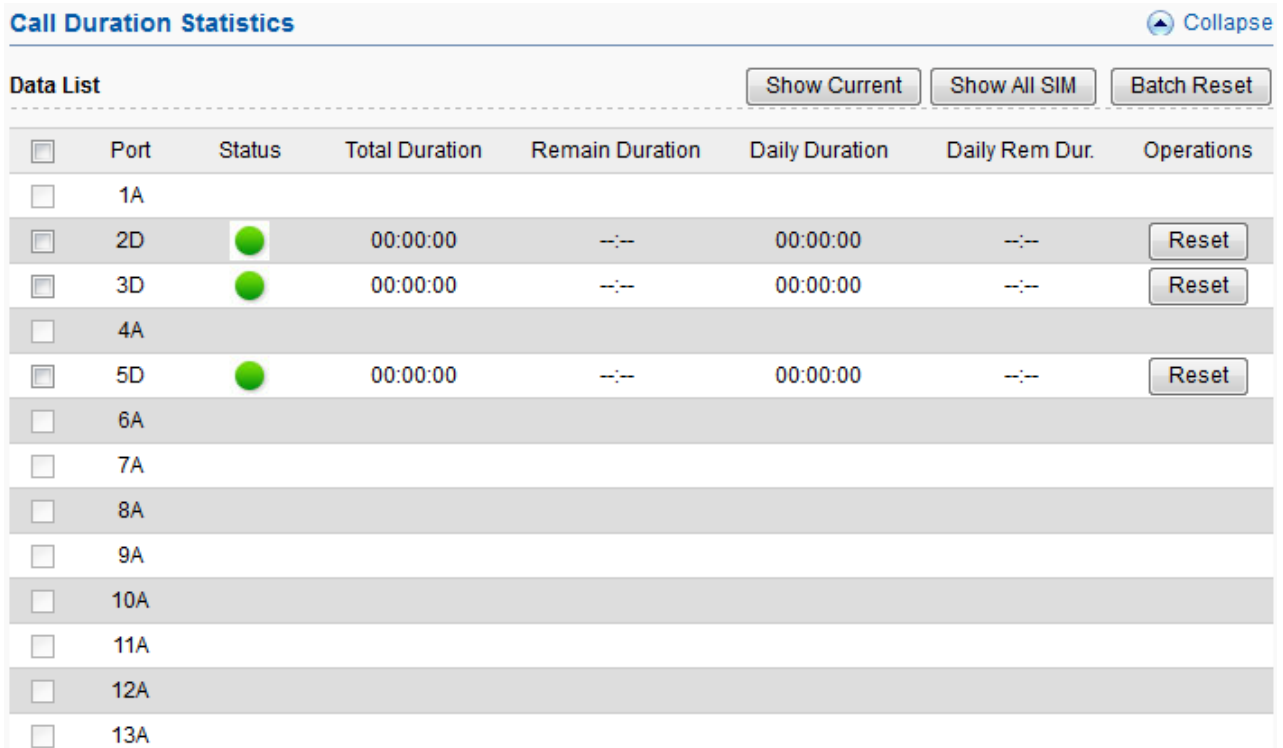 Call Duration Statistics Collapse
Data List Show Current Show All SIM Batch Reset
Port Status Total Duration Remain Duration Daily Duration Daily Rem Dur. Operations
1A
2D 00:00:00 --:-- 00:00:00 --:-- Reset
3D 00:00:00 --:-- 00:00:00 --:-- Reset
4A
5D 00:00:00 --:-- 00:00:00 --:-- Reset
6A
7A
8A
9A
10A
11A
12A
13A